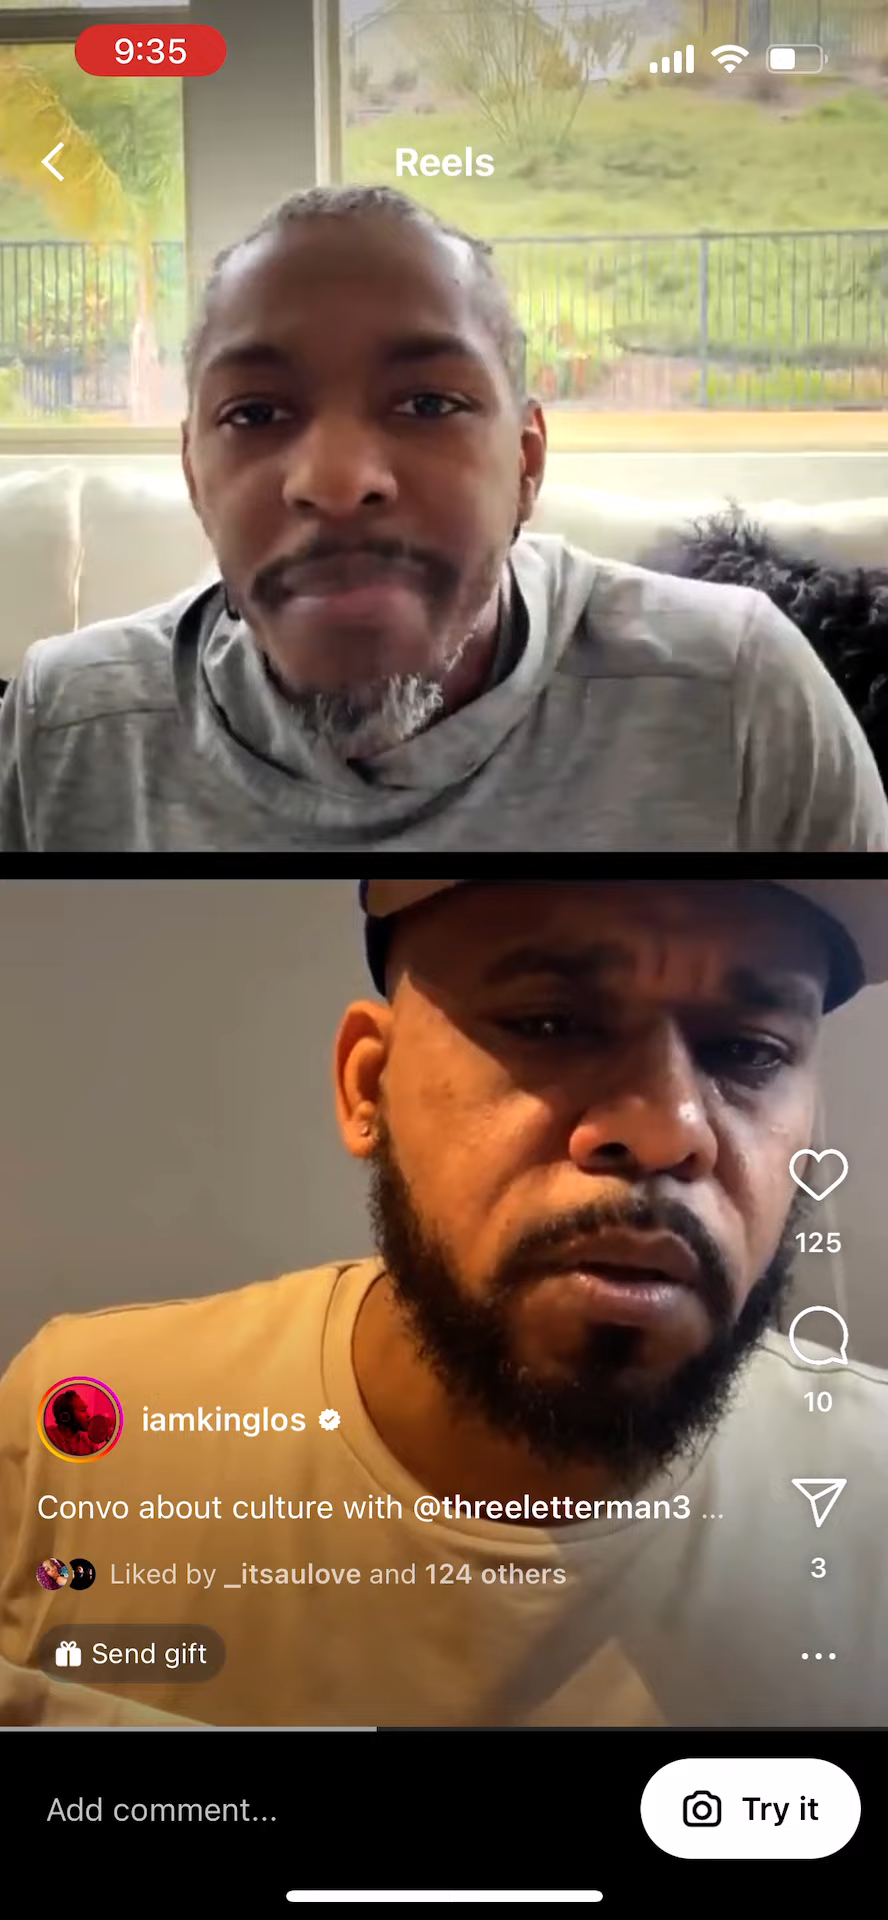 9:35
Reels
125
10
iamkinglos
Convo about culture with @threeletterman3 ...
3
Liked by _itsaulove and 124 others
Send gift
Add comment...
Try it